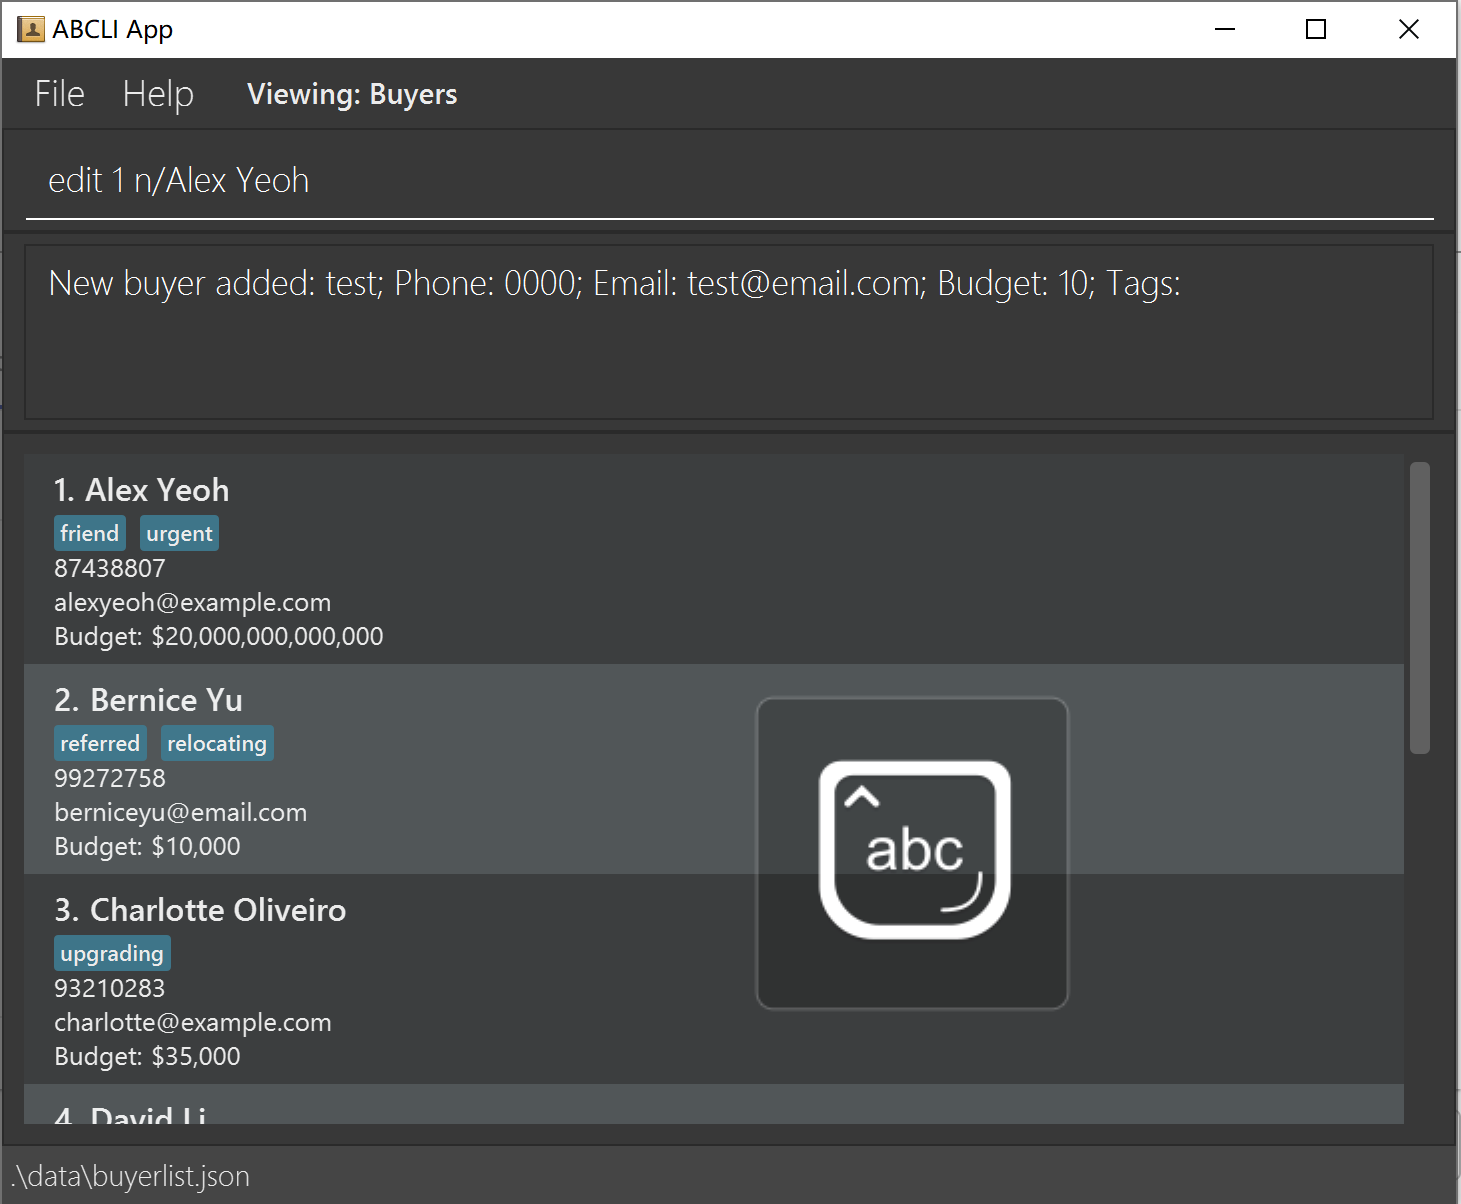 ABCLI App
File Help Viewing: Buyers
edit 1 n/Alex Yeoh
New buyer added: test; Phone: 0000; Email: test@email.com; Budget: 10; Tags:
1. Alex Yeoh
friend urgent
87438807
alexyeoh@example.com
Budget: $20,000,000,000,000
2. Bernice Yu
referred relocating
99272758
berniceyu@email.com
Budget: $10,000
abc
3. Charlotte Oliveiro
upgrading
93210283
charlotte@example.com
Budget: $35,000
4. David Li
.\data\buyerlist.json